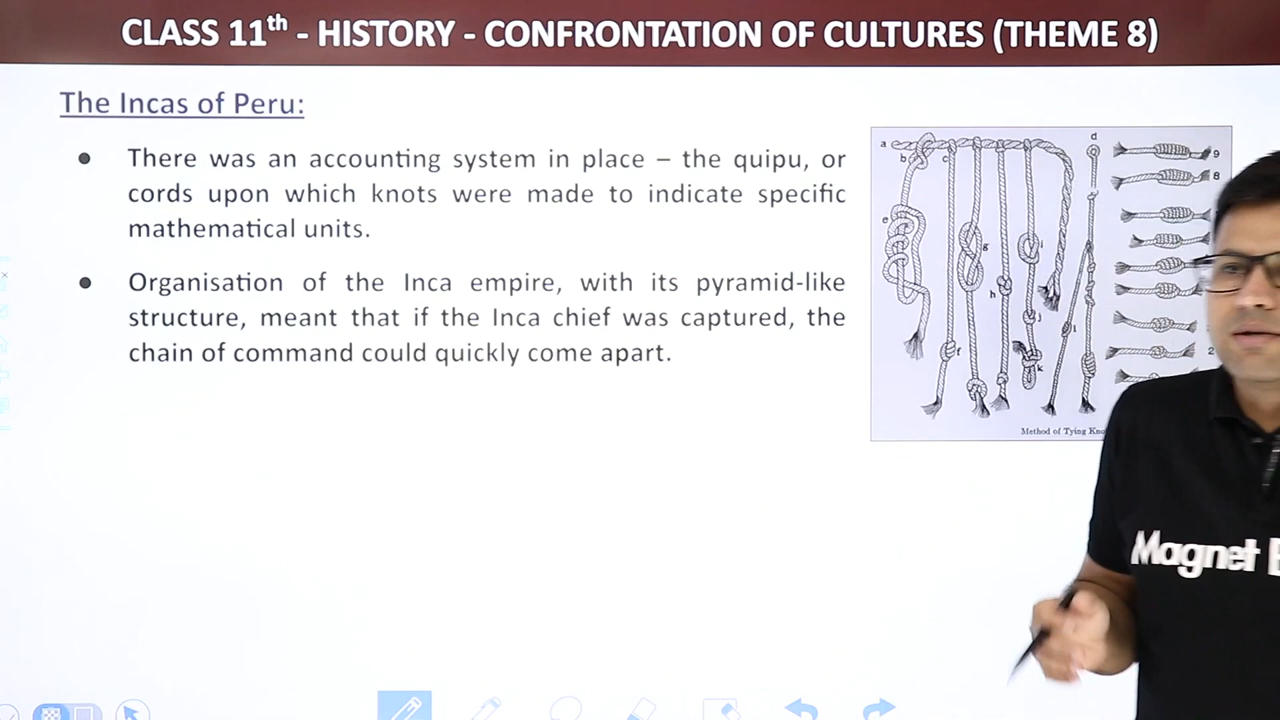 CLASS 11th - HISTORY - CONFRONTATION OF CULTURES (THEME 8)
The Incas of Peru:
● There was an accounting system in place – the quipu, or
cords upon which knots were made to indicate specific
mathematical units.
● Organisation of the Inca empire, with its pyramid-like
structure, meant that if the Inca chief was captured, the
chain of command could quickly come apart.
a
b
c
d
e
f
g
h
i
j
k
l
9
8
2
Method of Tying
Magnet